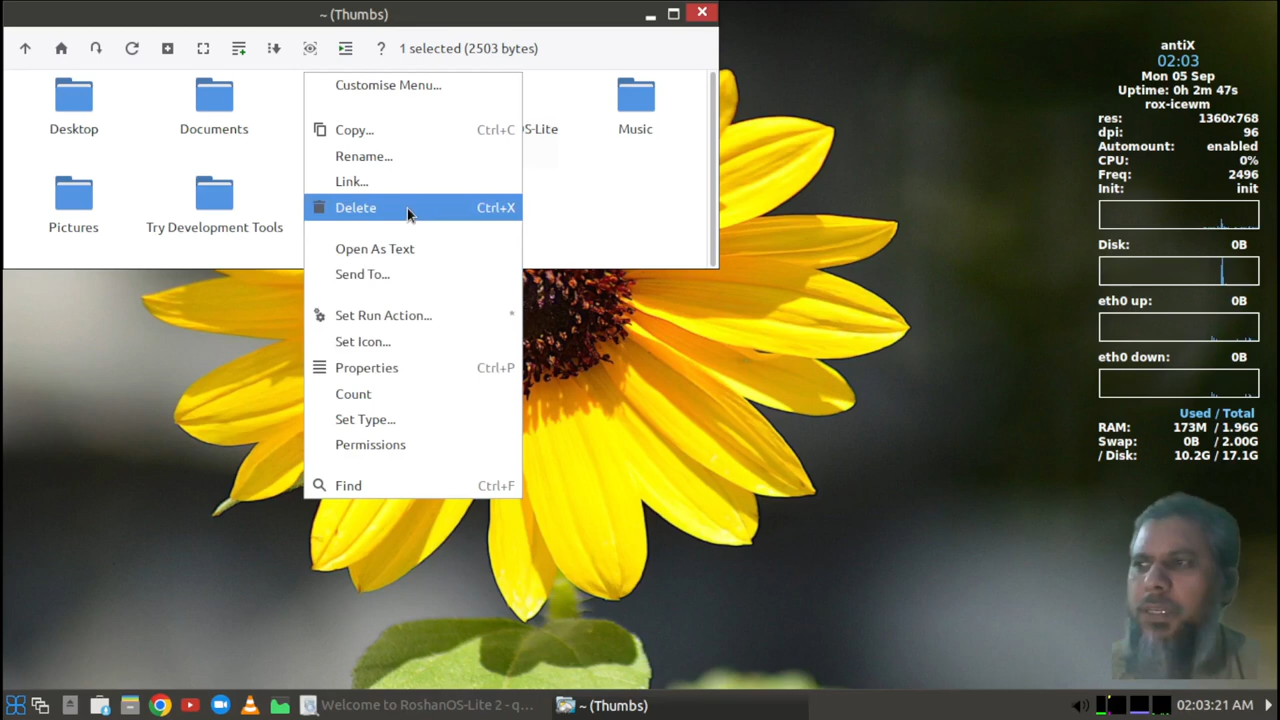 ~ (Thumbs)
? 1 selected (2503 bytes)
Desktop
Documents
OS-Lite
Music
Pictures
Try Development Tools
Customise Menu...
Copy... Ctrl+C
Rename...
Link...
Delete Ctrl+X
Open As Text
Send To...
Set Run Action...
Set Icon...
Properties Ctrl+P
Count
Set Type...
Permissions
Find Ctrl+F
antiX
02:03
Mon 05 Sep
Uptime: 0h 2m 47s
rox-icewm
res: 1360x768
dpi: 96
Automount: enabled
CPU: 0%
Freq: 2496
Init: init
Disk: 0B
eth0 up: 0B
eth0 down: 0B
Used / Total
RAM: 173M / 1.96G
Swap: 0B / 2.00G
/ Disk: 10.2G / 17.1G
Welcome to RoshanOS-Lite 2 - q...
~ (Thumbs)
02:03:21 AM